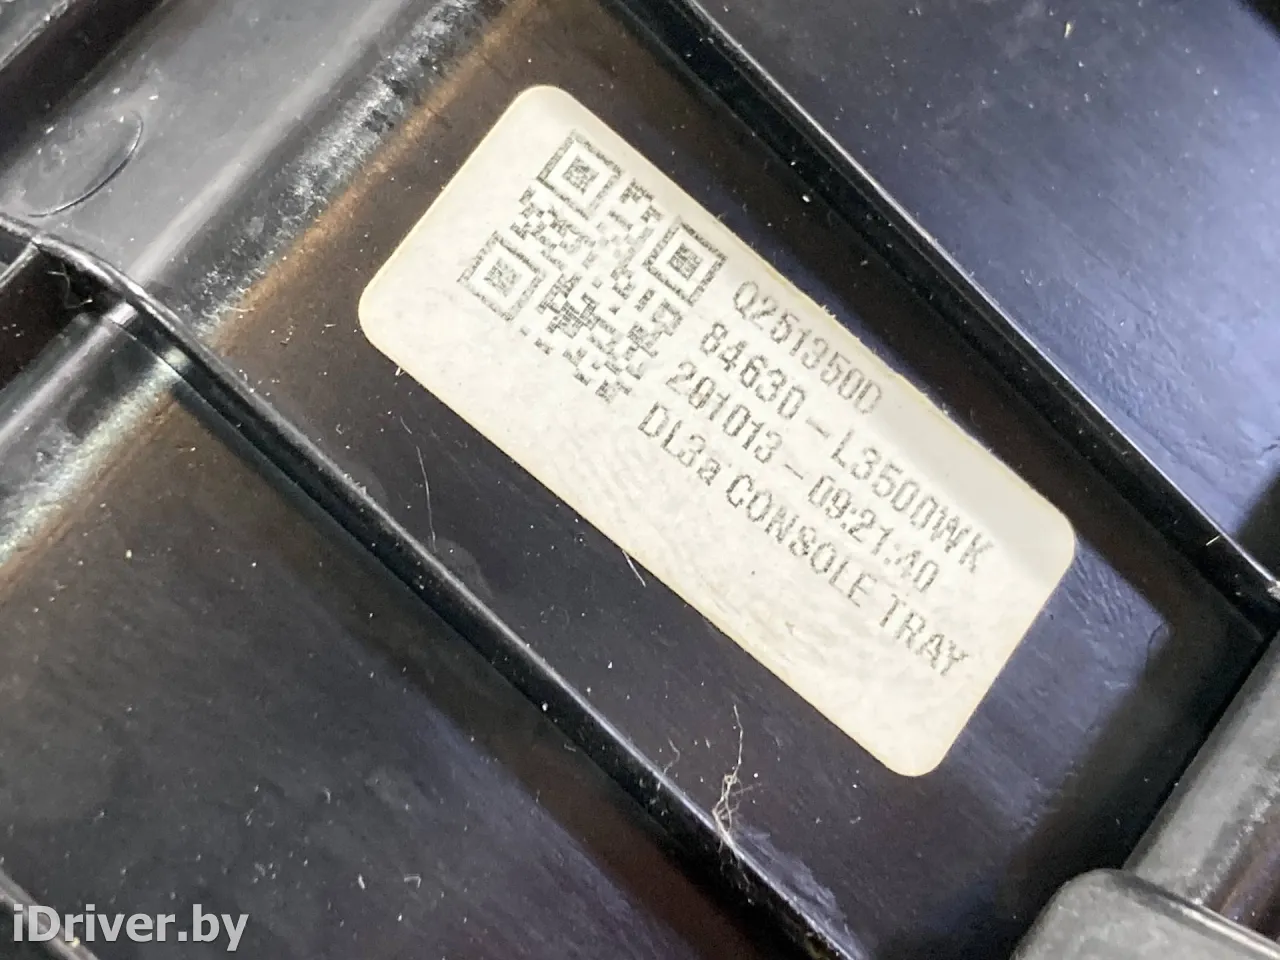 Q2513500
84630-L3500WK
201013-09:21:40
DL3a CONSOLE TRAY
iDriver.by